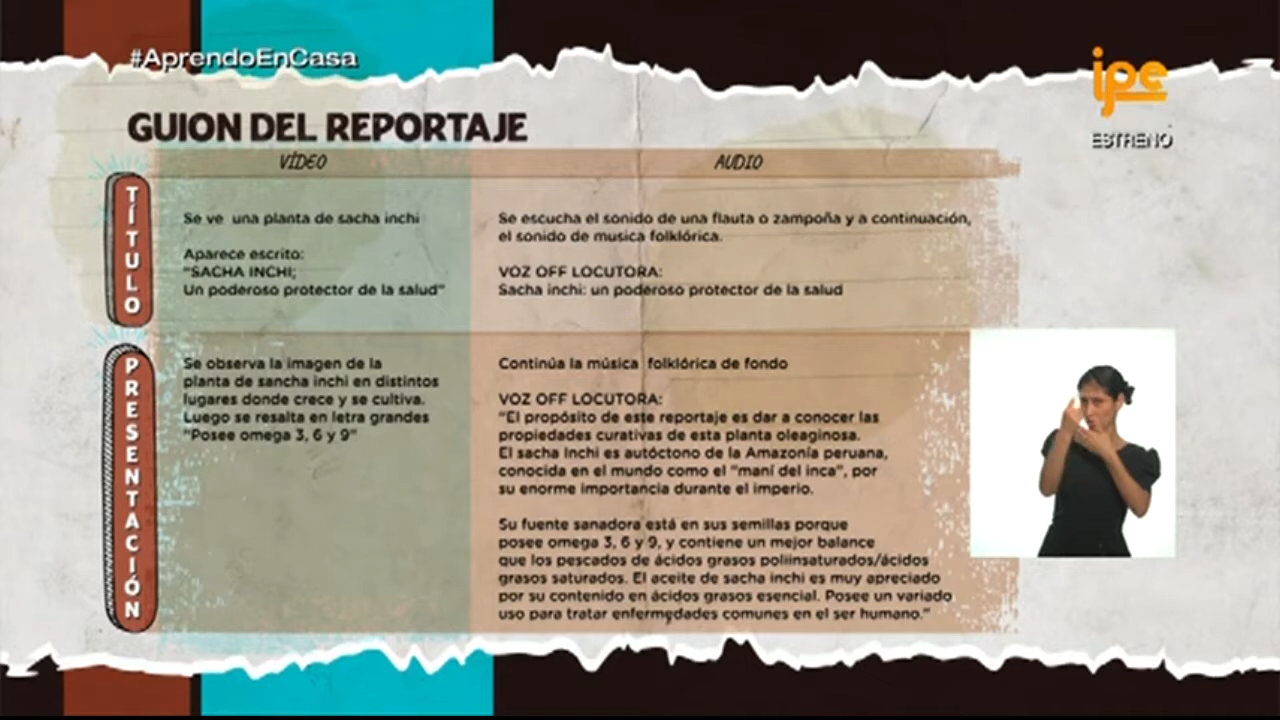 #AprendoEnCasa
ipe
ESTRENO
GUION DEL REPORTAJE
VÍDEO
AUDIO
TÍTULO
Se ve una planta de sacha inchi
Aparece escrito:
"SACHA INCHI;
Un poderoso protector de la salud"
Se escucha el sonido de una flauta o zampoña y a continuación,
el sonido de musica folklórica.
VOZ OFF LOCUTORA:
Sacha inchi: un poderoso protector de la salud
PRESENTACIÓN
Se observa la imagen de la
planta de sancha inchi en distintos
lugares donde crece y se cultiva.
Luego se resalta en letra grandes
"Posee omega 3, 6 y 9"
Continúa la música folklórica de fondo
VOZ OFF LOCUTORA:
"El propósito de este reportaje es dar a conocer las
propiedades curativas de esta planta oleaginosa.
El sacha Inchi es autóctono de la Amazonía peruana,
conocida en el mundo como el "maní del inca", por
su enorme importancia durante el imperio.
Su fuente sanadora está en sus semillas porque
posee omega 3, 6 y 9, y contiene un mejor balance
que los pescados de ácidos grasos poliinsaturados/ácidos
grasos saturados. El aceite de sacha inchi es muy apreciado
por su contenido en ácidos grasos esencial. Posee un variado
uso para tratar enfermedades comunes en el ser humano."